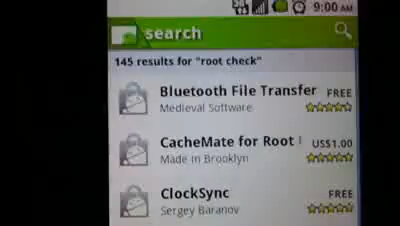 9:00 AM
search
145 results for "root check"
Bluetooth File Transfer FREE
Medieval Software
CacheMate for Root US$1.00
Made in Brooklyn
ClockSync FREE
Sergey Baranov